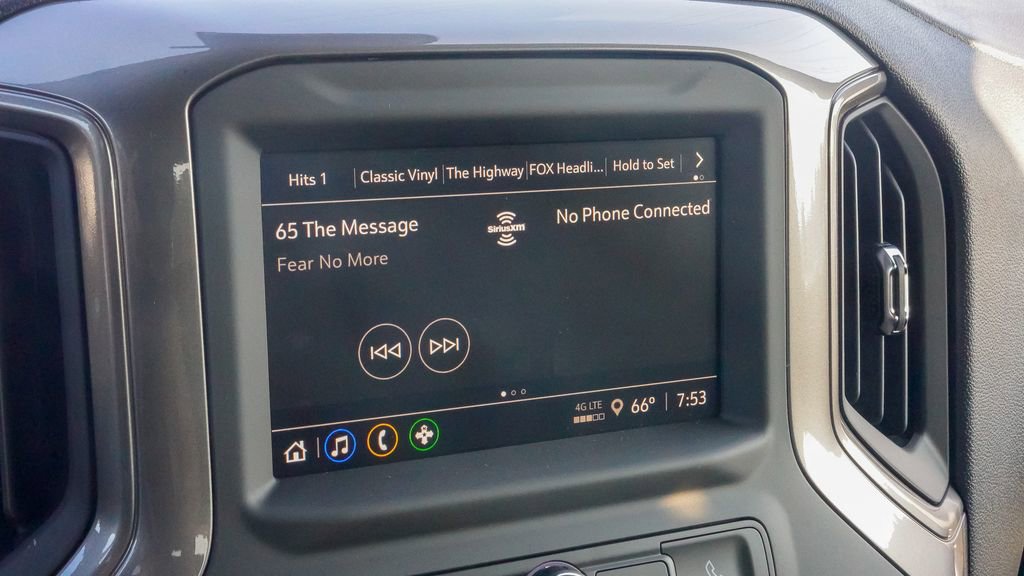 Hits 1 Classic Vinyl The Highway FOX Headli... Hold to Set
65 The Message
SiriusXM
No Phone Connected
Fear No More
4G LTE
66° 7:53